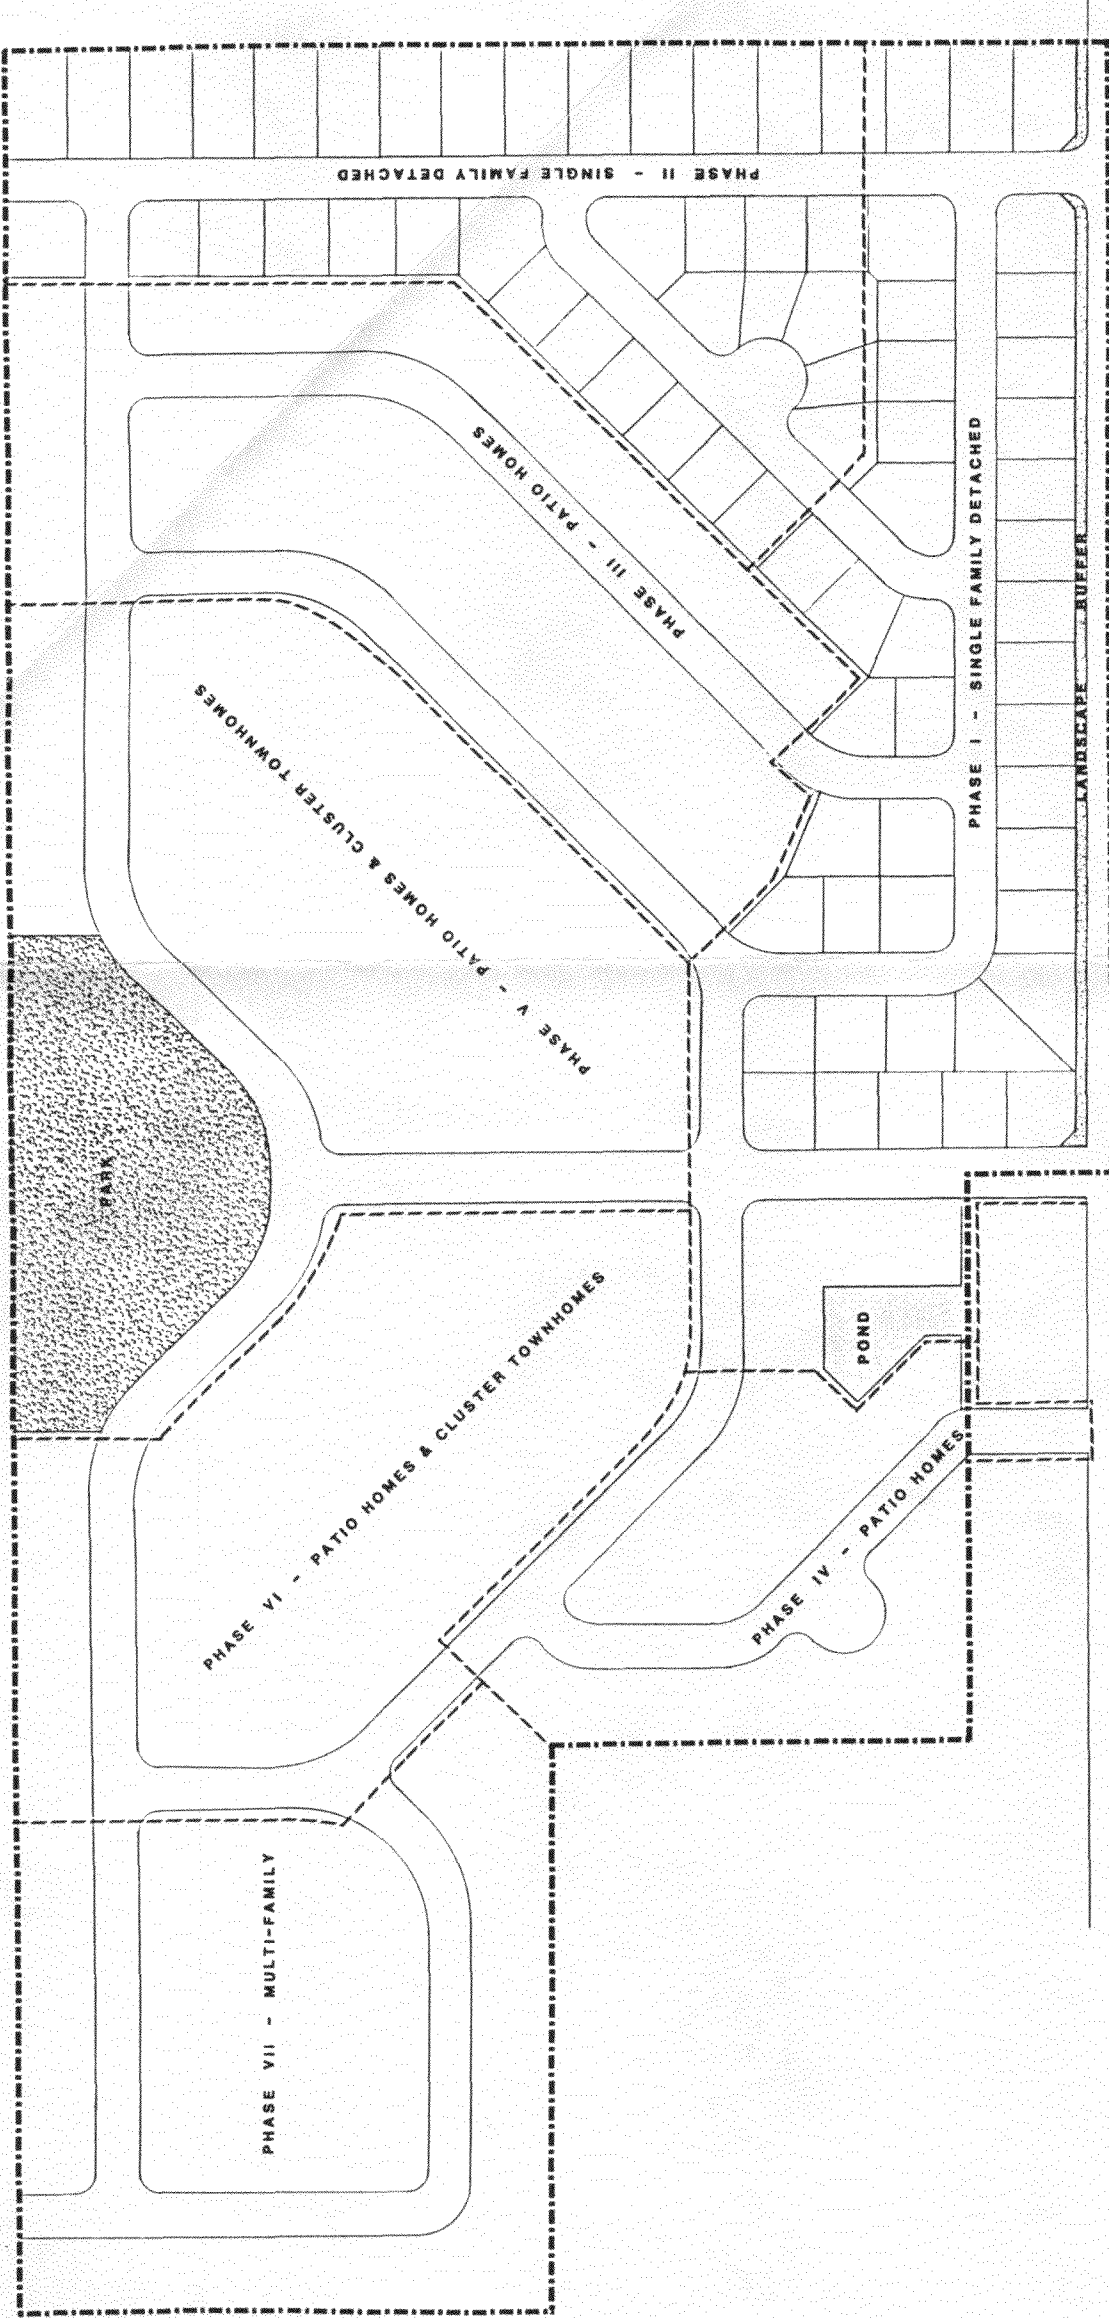 PHASE II - SINGLE FAMILY DETACHED
PHASE III - PATIO HOMES
PHASE I - SINGLE FAMILY DETACHED
LANDSCAPE BUFFER
PHASE V - PATIO HOMES & CLUSTER TOWNHOMES
PARK
PHASE VI - PATIO HOMES & CLUSTER TOWNHOMES
POND
PHASE IV - PATIO HOMES
PHASE VII - MULTI-FAMILY